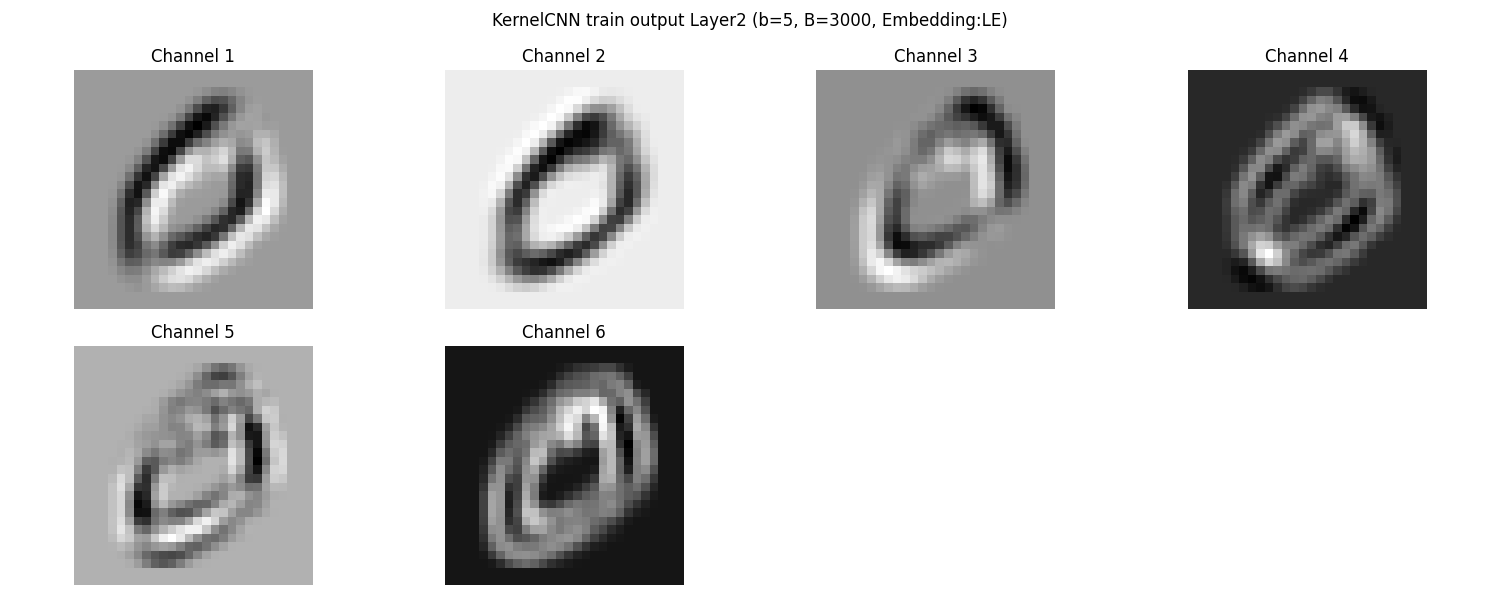 KernelCNN train output Layer2 (b=5, B=3000, Embedding:LE)
Channel 1
Channel 2
Channel 3
Channel 4
Channel 5
Channel 6